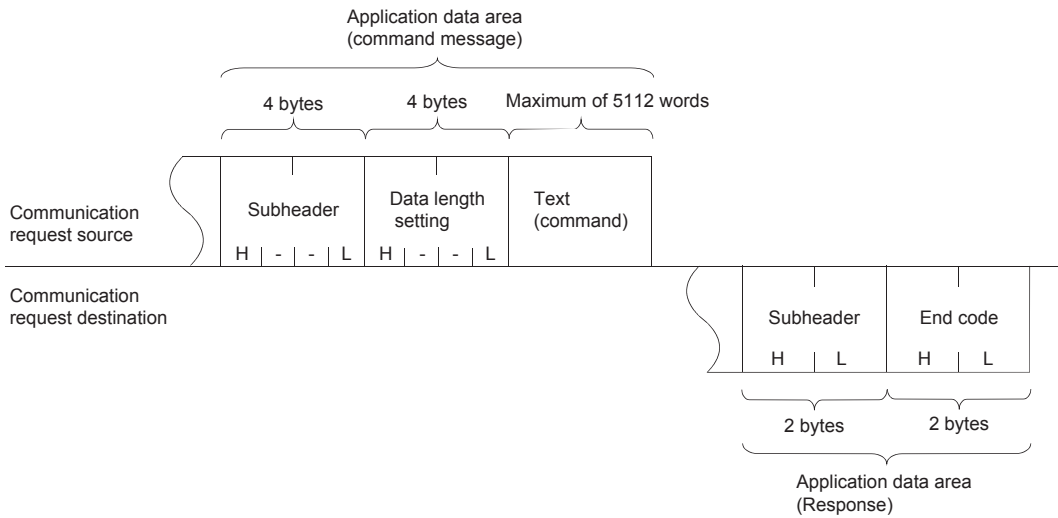 Application data area
(command message)
4 bytes
4 bytes
Maximum of 5112 words
Communication
request source
Subheader
Data length
setting
Text
(command)
H - - L
H - - L
Communication
request destination
Subheader
End code
H L
H L
2 bytes
2 bytes
Application data area
(Response)